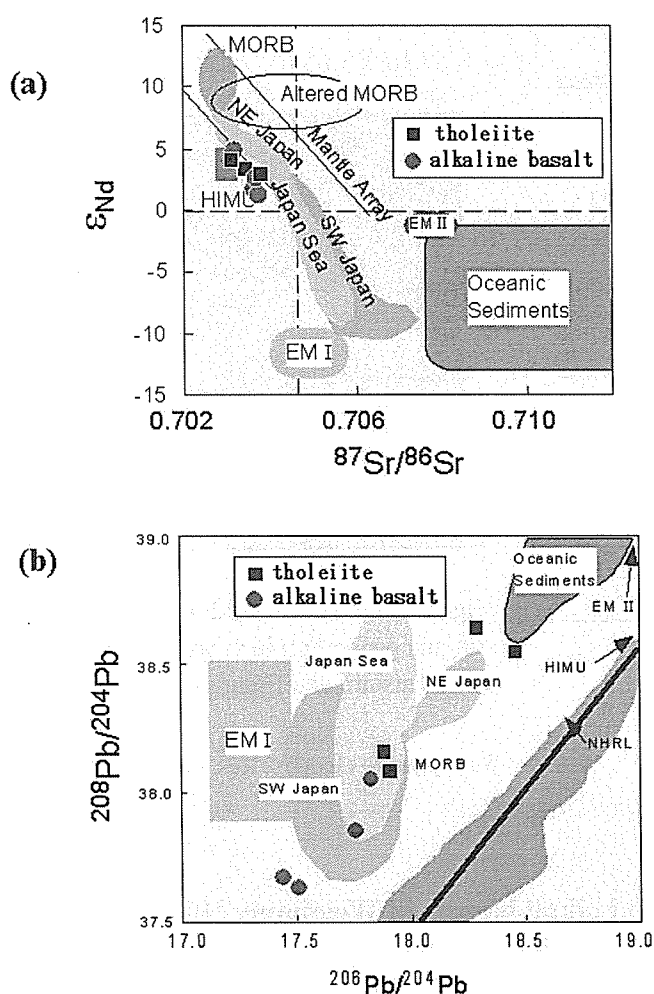 (a)
15
10
5
0
-5
-10
-15
εNd
MORB
Altered MORB
NE Japan
Mantle Array
■ tholeiite
● alkaline basalt
HIMU
Japan Sea
SW Japan
EM II
Oceanic
Sediments
EM I
0.702
0.706
0.710
87Sr/86Sr
(b)
39.0
38.5
38.0
37.5
208Pb/204Pb
■ tholeiite
● alkaline basalt
Oceanic
Sediments
EM II
Japan Sea
NE Japan
HIMU
EM I
NHRL
SW Japan
MORB
17.0
17.5
18.0
18.5
19.0
206Pb/204Pb